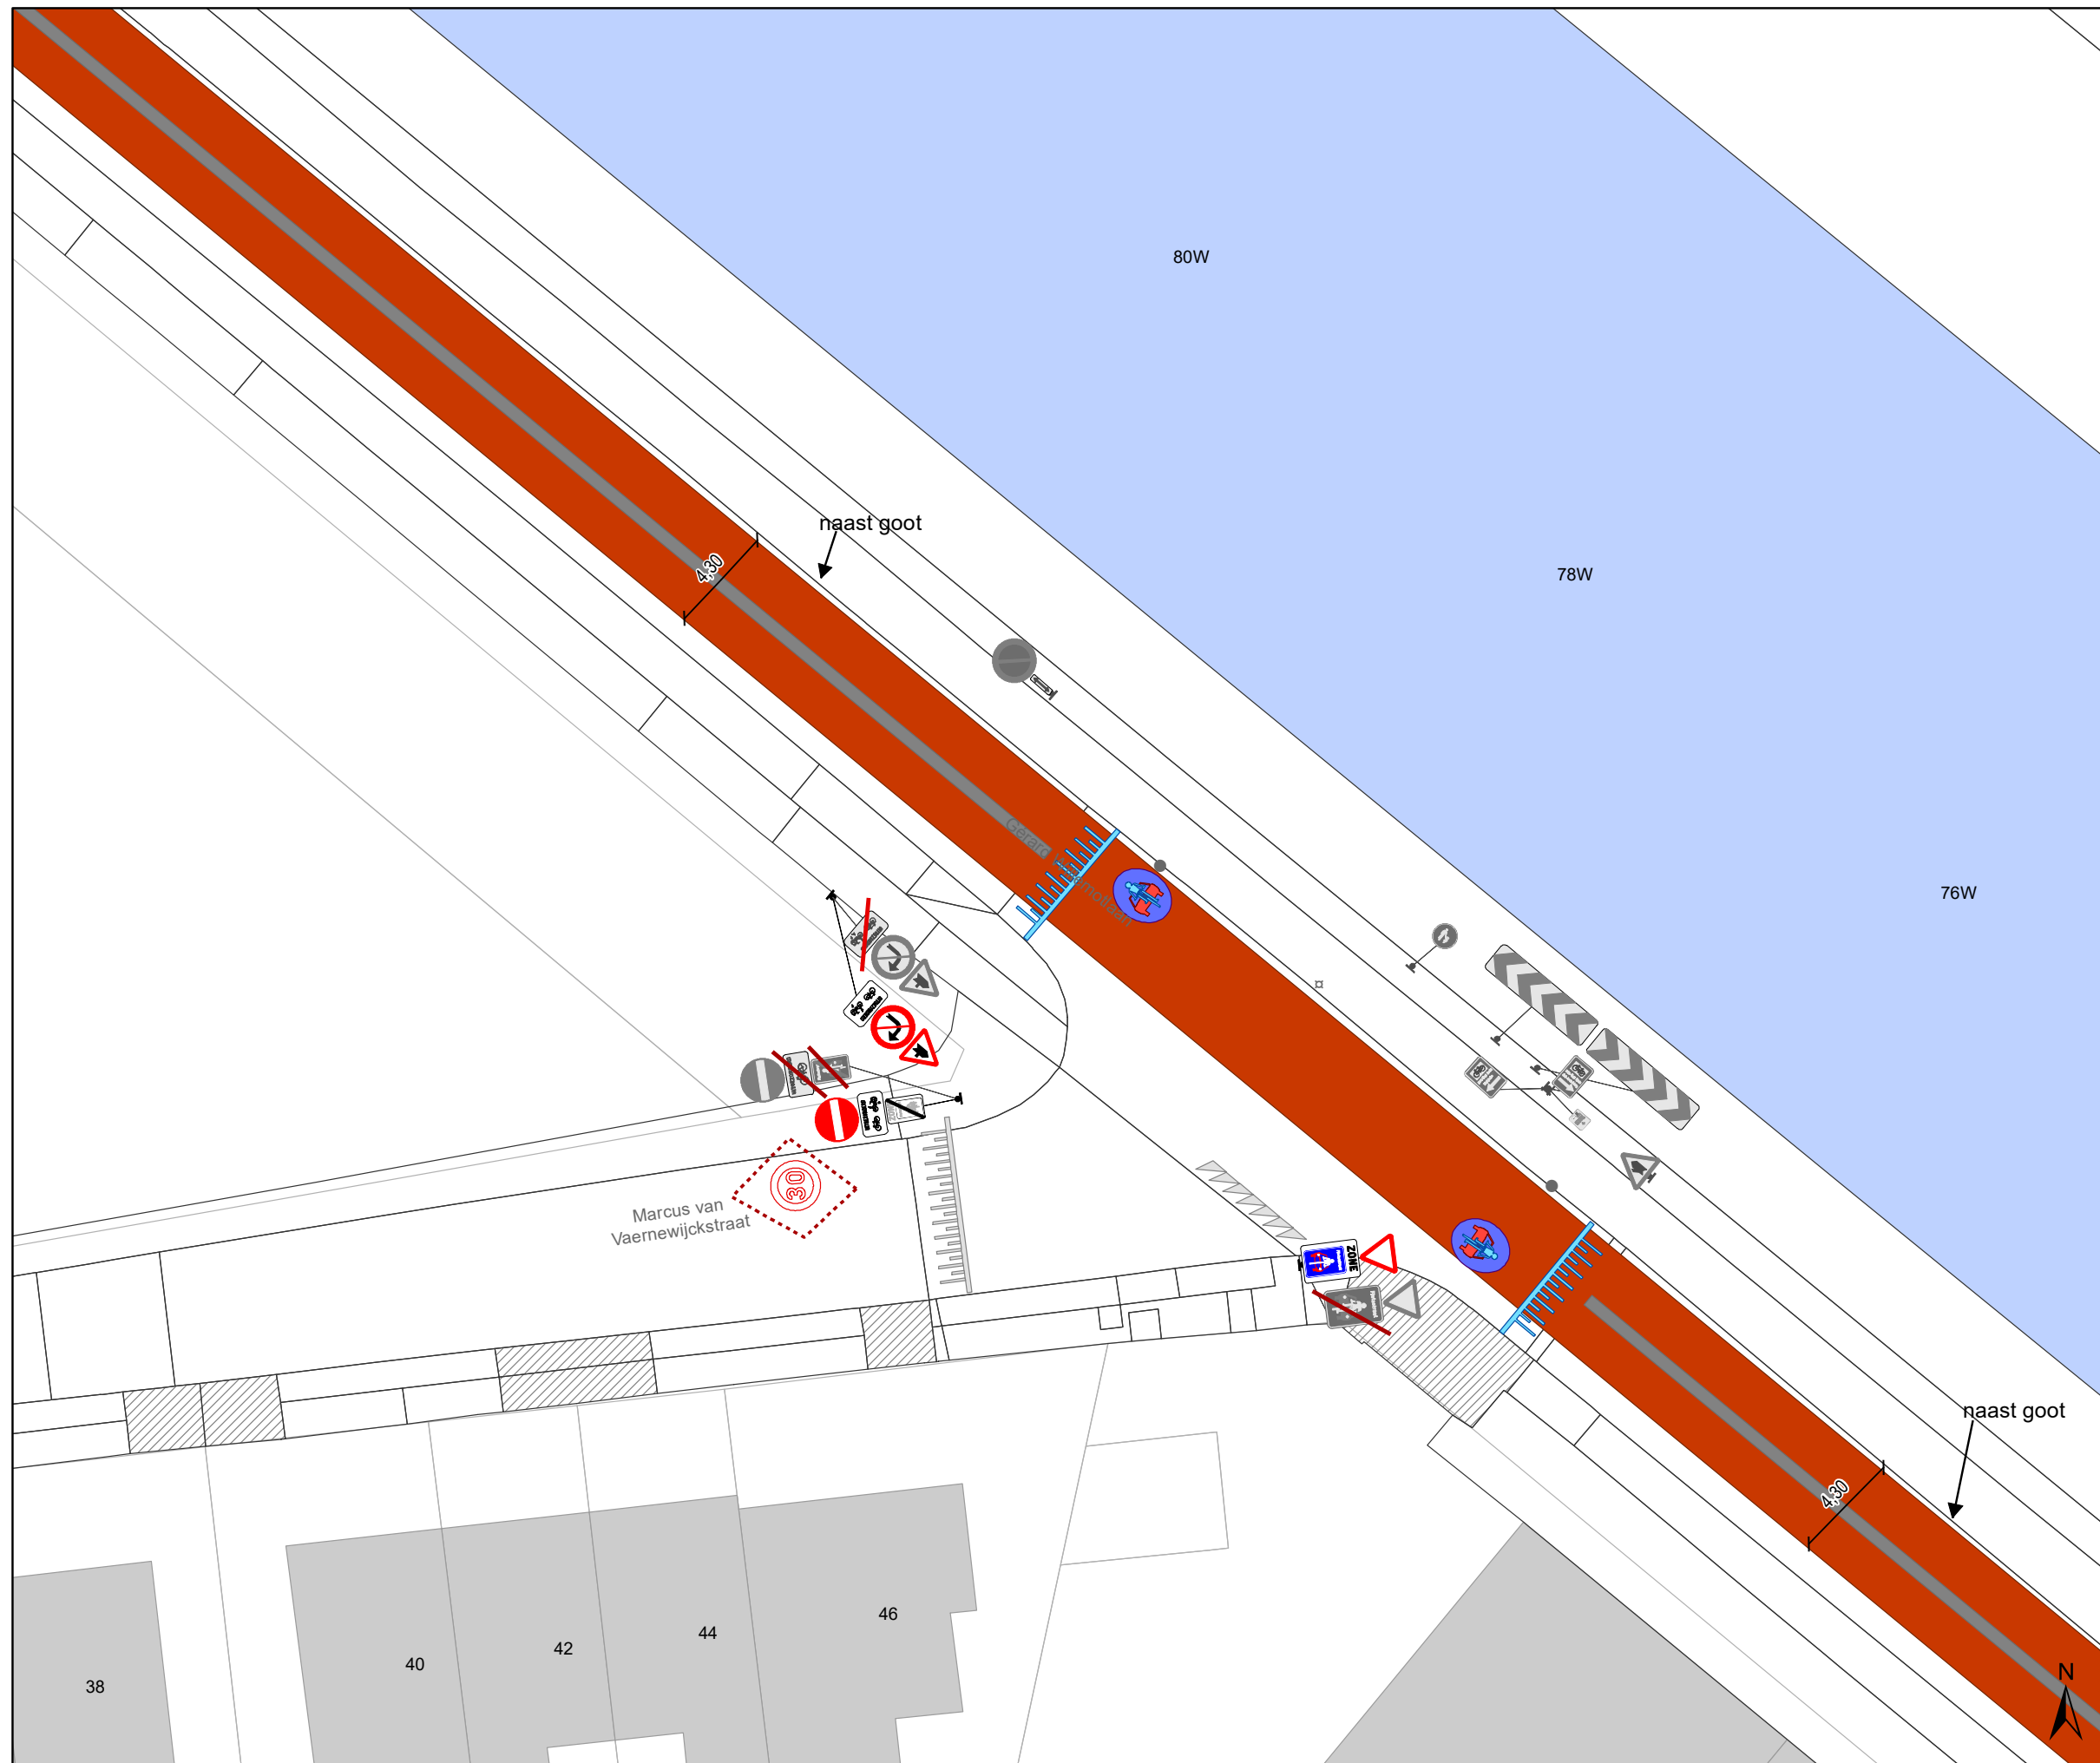 80W
78W
76W
naast goot
4,30
Marcus van
Vaernewijckstraat
30
ZONE
naast goot
4,30
N
38
40
42
44
46